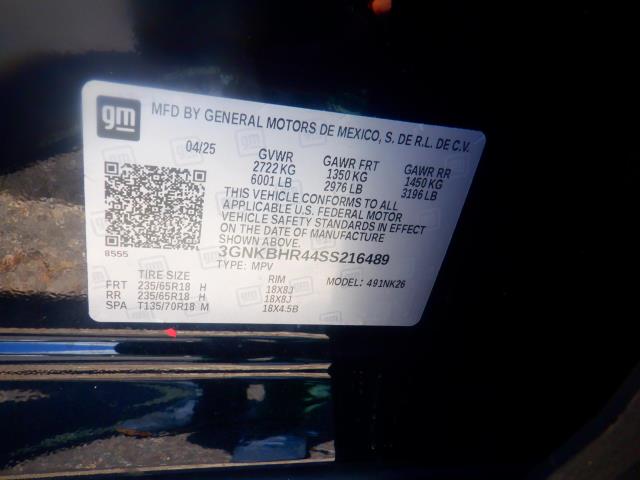 gm MFD BY GENERAL MOTORS DE MEXICO, S. DE R.L. DE C.V.
04/25 GVWR GAWR FRT GAWR RR
2722 KG 1350 KG 1450 KG
6001 LB 2976 LB 3196 LB
THIS VEHICLE CONFORMS TO ALL
APPLICABLE U.S. FEDERAL MOTOR
VEHICLE SAFETY STANDARDS IN EFFECT
ON THE DATE OF MANUFACTURE
SHOWN ABOVE.
8555 3GNKBHR44SS216489
TYPE: MPV
TIRE SIZE RIM MODEL: 491NK26
FRT 235/65R18 H 18X8J
RR 235/65R18 H 18X8J
SPA T135/70R18 M 18X4.5B